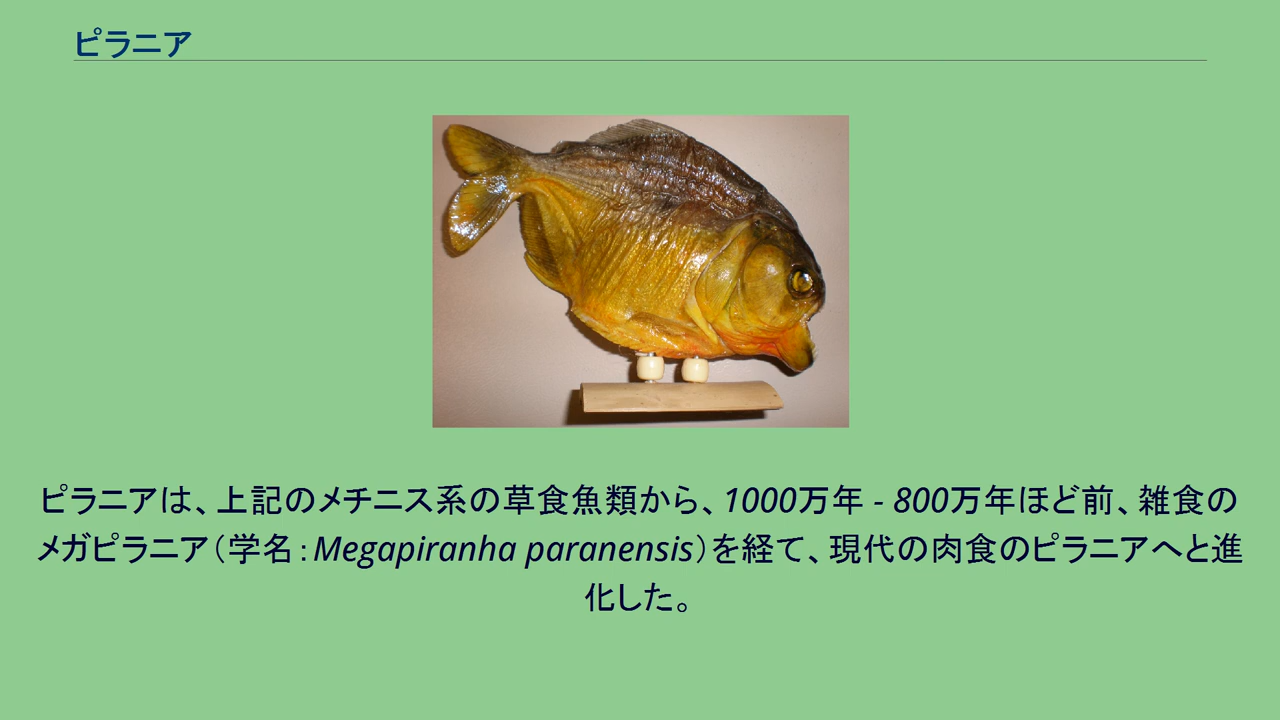 ピラニア
ピラニアは、上記のメチニス系の草食魚類から、1000万年 - 800万年ほど前、雑食の
メガピラニア（学名：Megapiranha paranensis）を経て、現代の肉食のピラニアへと進
化した。